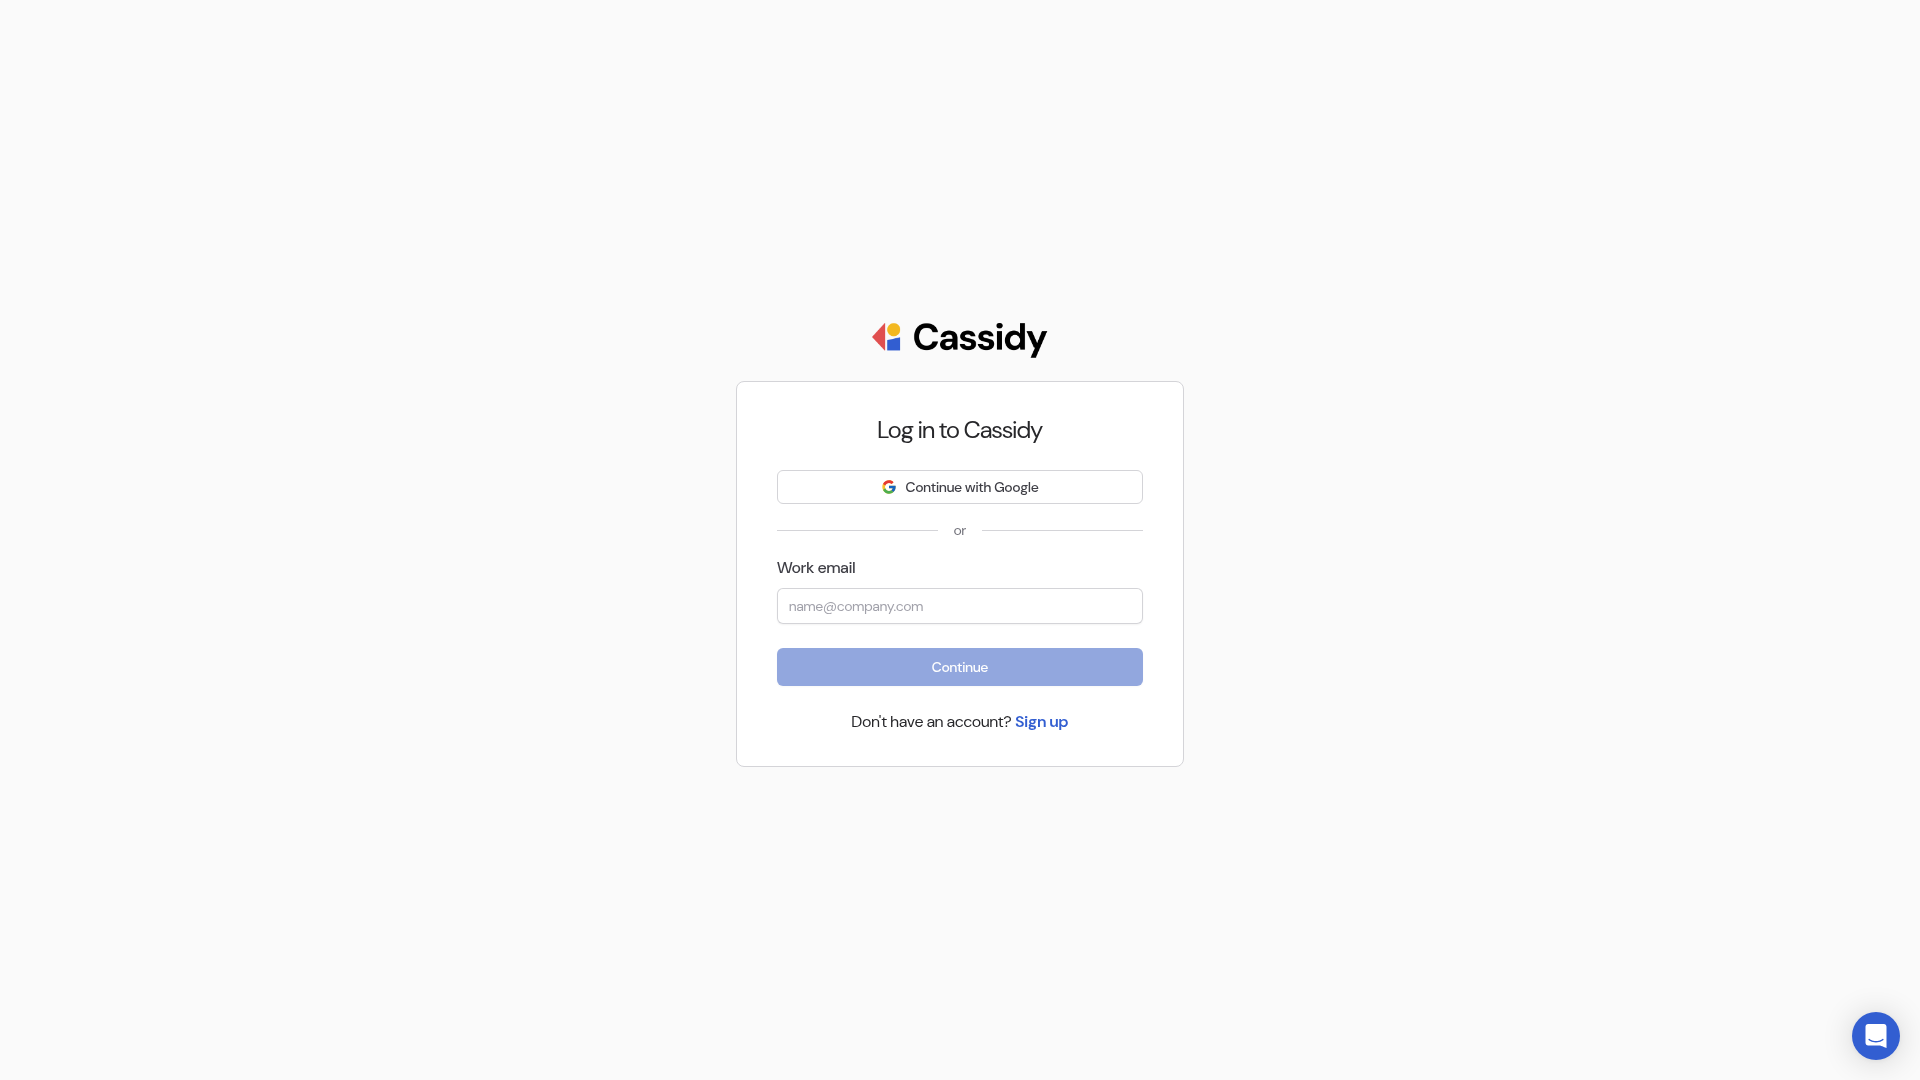 Cassidy
Log in to Cassidy
Continue with Google
or
Work email
name@company.com
Continue
Don't have an account? Sign up